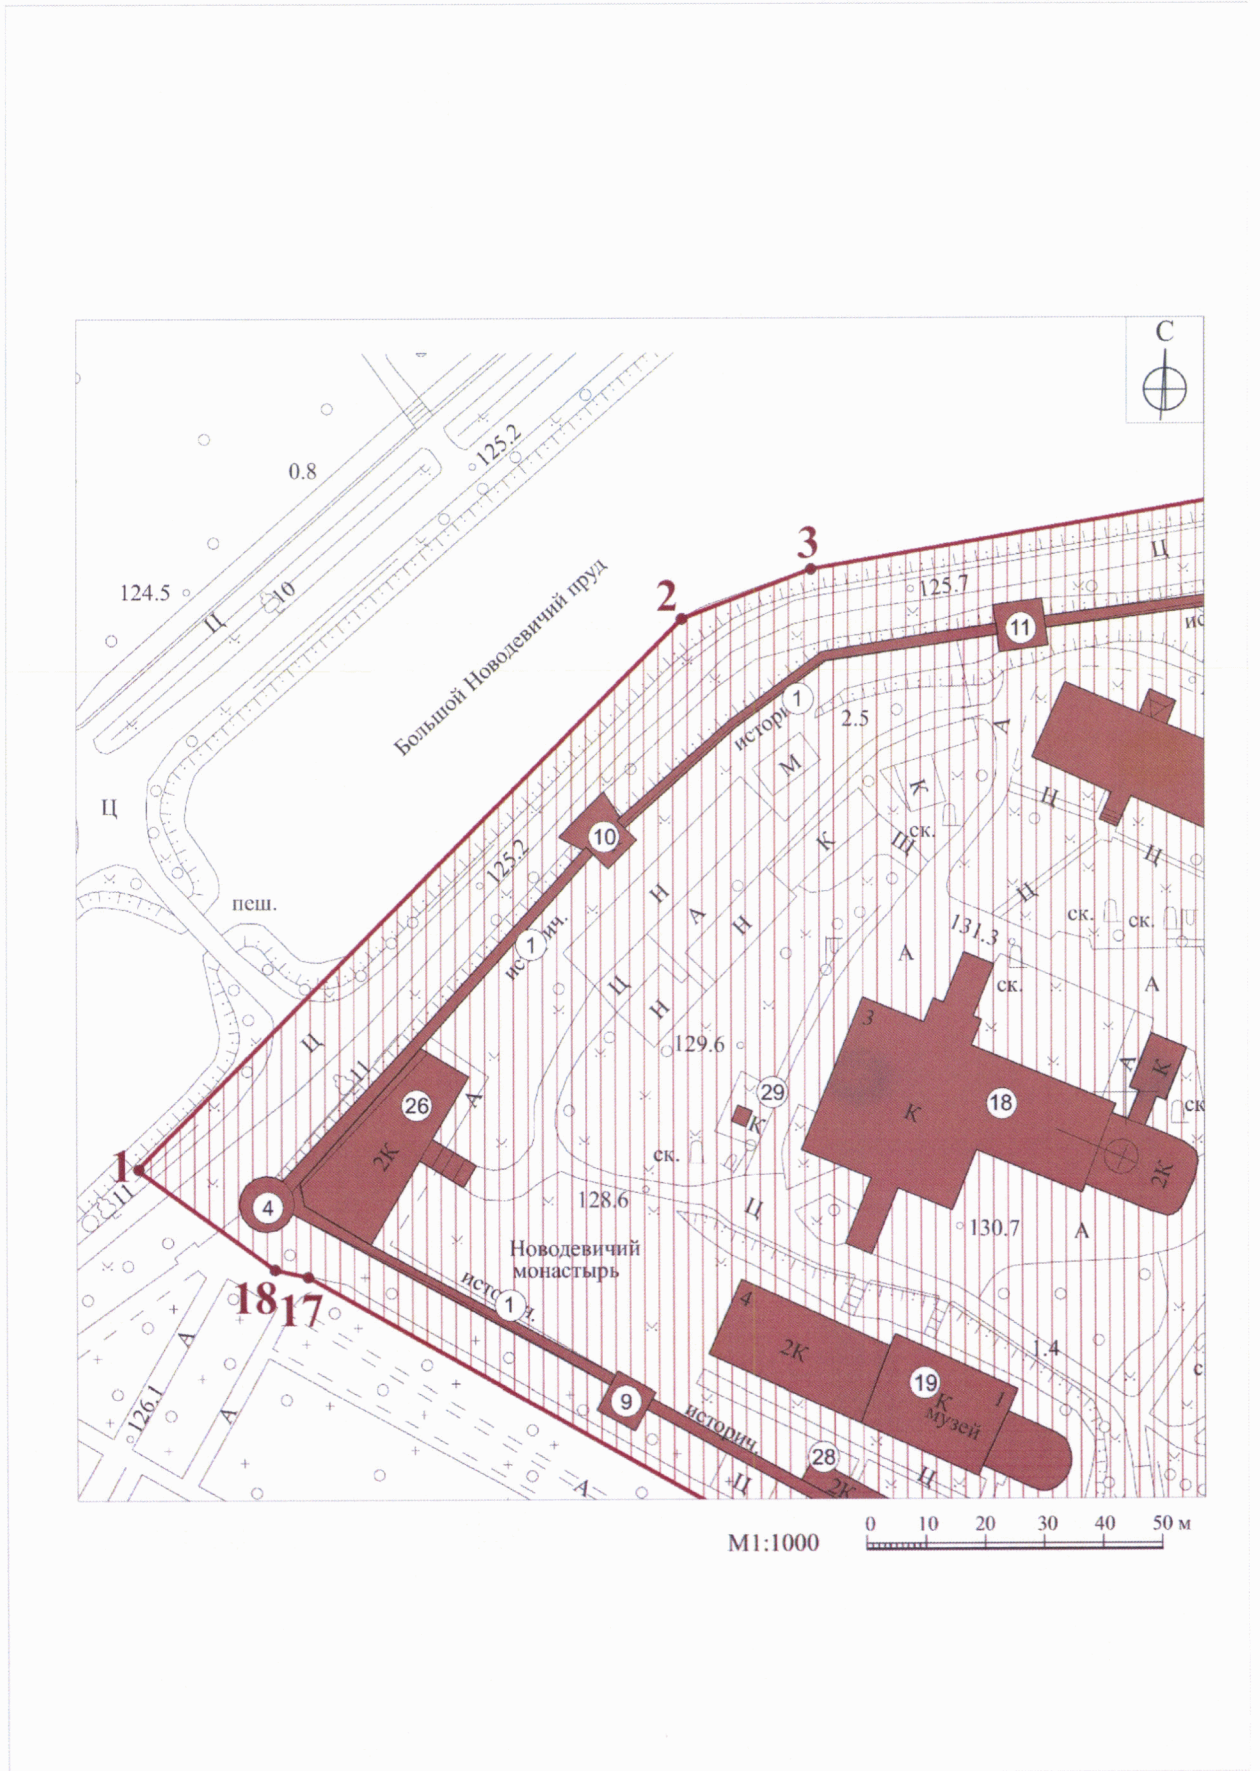 С
125.2
0.8
124.5
10
Ц
Большой Новодевичий пруд
2
3
125.7
Ц
11
1
2.5
М
К
ск.
А
Ц
пеш.
10
125.2
К
Щ
Н
А
Н
Ц
Н
Н
Н
Ц
ск.
ск.
131.3
А
ск.
А
1
Ц
11
26
А
2К
129.6
29
К
3
К
18
А
К
ск
2К
1
11
4
ск.
128.6
Ц
130.7
А
Новодевичий
монастырь
18
17
1
4
2К
19
К
музей
1
1.4
А
А
126.1
9
историч.
28
2К
Ц
Ц
А
М1:1000
0 10 20 30 40 50 м